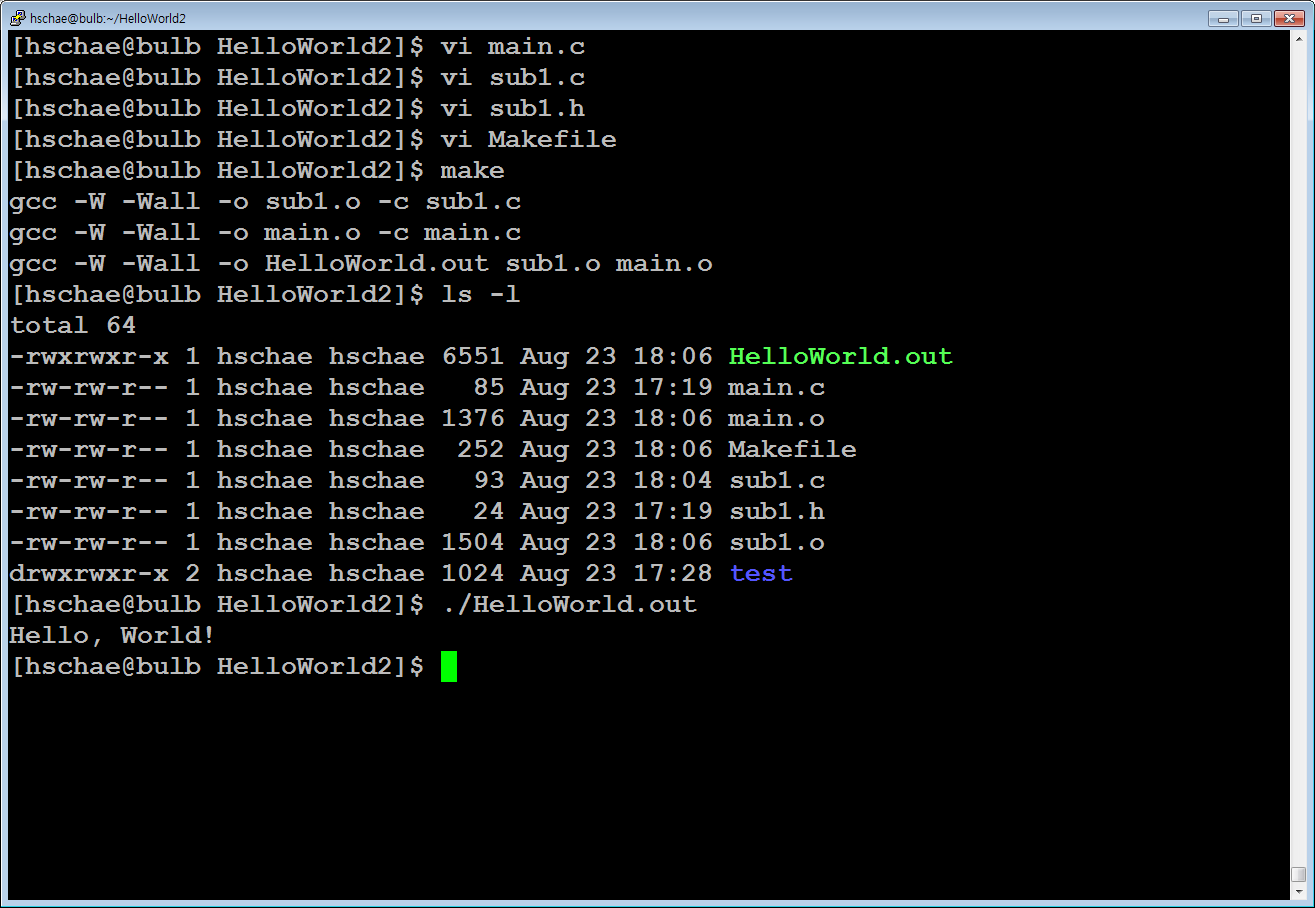 hschae@bulb:~/HelloWorld2
[hschae@bulb HelloWorld2]$ vi main.c
[hschae@bulb HelloWorld2]$ vi sub1.c
[hschae@bulb HelloWorld2]$ vi sub1.h
[hschae@bulb HelloWorld2]$ vi Makefile
[hschae@bulb HelloWorld2]$ make
gcc -W -Wall -o sub1.o -c sub1.c
gcc -W -Wall -o main.o -c main.c
gcc -W -Wall -o HelloWorld.out sub1.o main.o
[hschae@bulb HelloWorld2]$ ls -l
total 64
-rwxrwxr-x 1 hschae hschae 6551 Aug 23 18:06 HelloWorld.out
-rw-rw-r-- 1 hschae hschae   85 Aug 23 17:19 main.c
-rw-rw-r-- 1 hschae hschae 1376 Aug 23 18:06 main.o
-rw-rw-r-- 1 hschae hschae  252 Aug 23 18:06 Makefile
-rw-rw-r-- 1 hschae hschae   93 Aug 23 18:04 sub1.c
-rw-rw-r-- 1 hschae hschae   24 Aug 23 17:19 sub1.h
-rw-rw-r-- 1 hschae hschae 1504 Aug 23 18:06 sub1.o
drwxrwxr-x 2 hschae hschae 1024 Aug 23 17:28 test
[hschae@bulb HelloWorld2]$ ./HelloWorld.out
Hello, World!
[hschae@bulb HelloWorld2]$